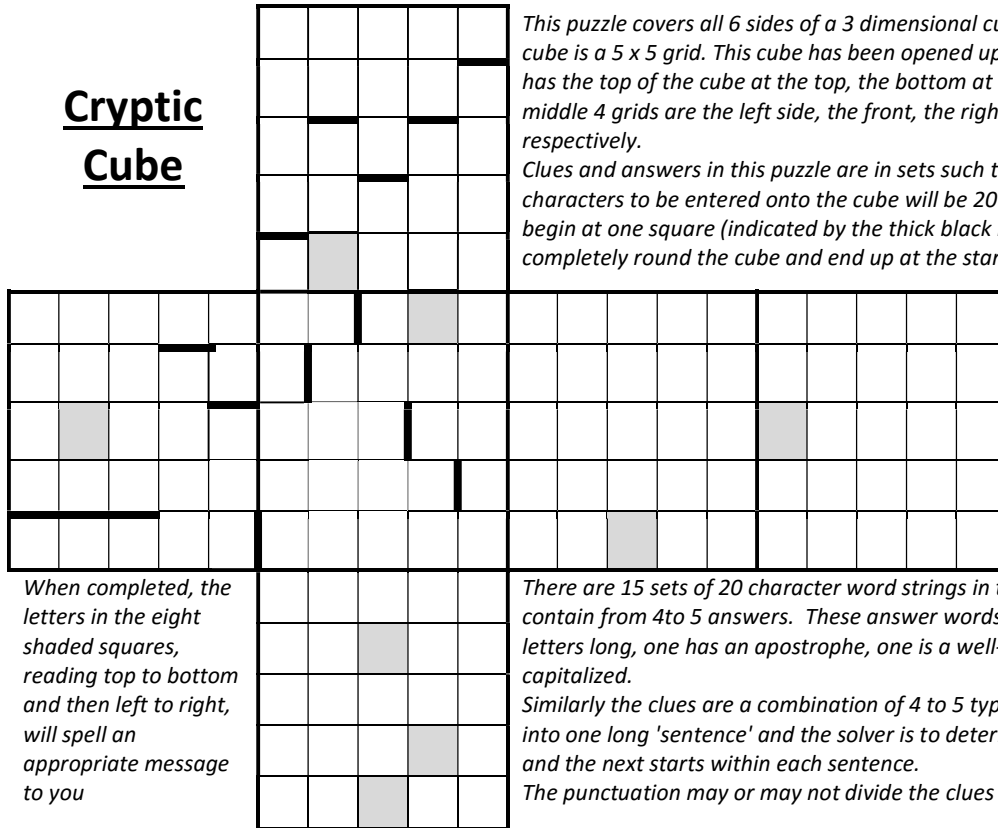 Cryptic
Cube
This puzzle covers all 6 sides of a 3 dimensional
cube is a 5 x 5 grid. This cube has been opened up
has the top of the cube at the top, the bottom at
middle 4 grids are the left side, the front, the
respectively.
Clues and answers in this puzzle are in sets such
characters to be entered onto the cube will be 20
begin at one square (indicated by the thick black
completely round the cube and end up at the
When completed, the
letters in the eight
shaded squares,
reading top to bottom
and then left to right,
will spell an
appropriate message
to you
There are 15 sets of 20 character word strings in
contain from 4to 5 answers. These answer words
letters long, one has an apostrophe, one is a
capitalized.
Similarly the clues are a combination of 4 to 5
into one long 'sentence' and the solver is to
and the next starts within each sentence.
The punctuation may or may not divide the clues